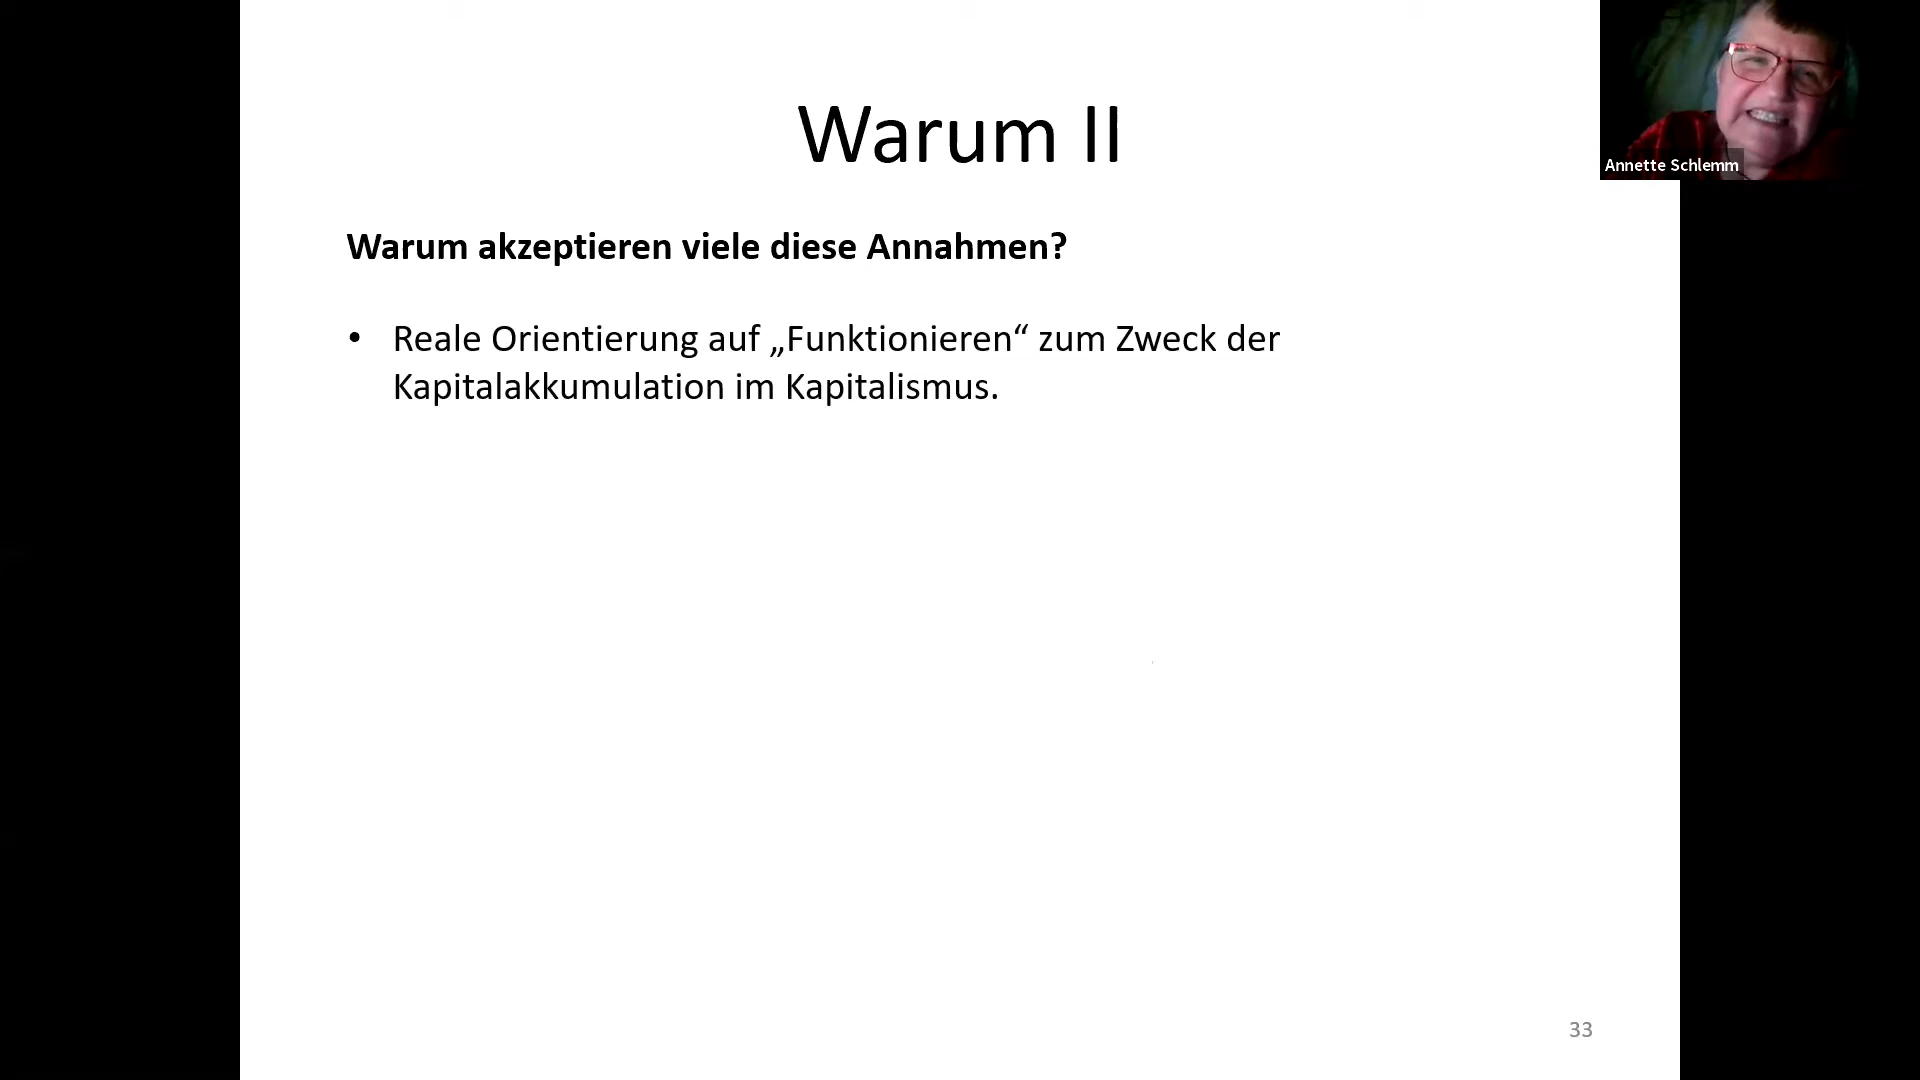 Warum II
Annette Schlemm
Warum akzeptieren viele diese Annahmen?
• Reale Orientierung auf „Funktionieren“ zum Zweck der
Kapitalakkumulation im Kapitalismus.
33